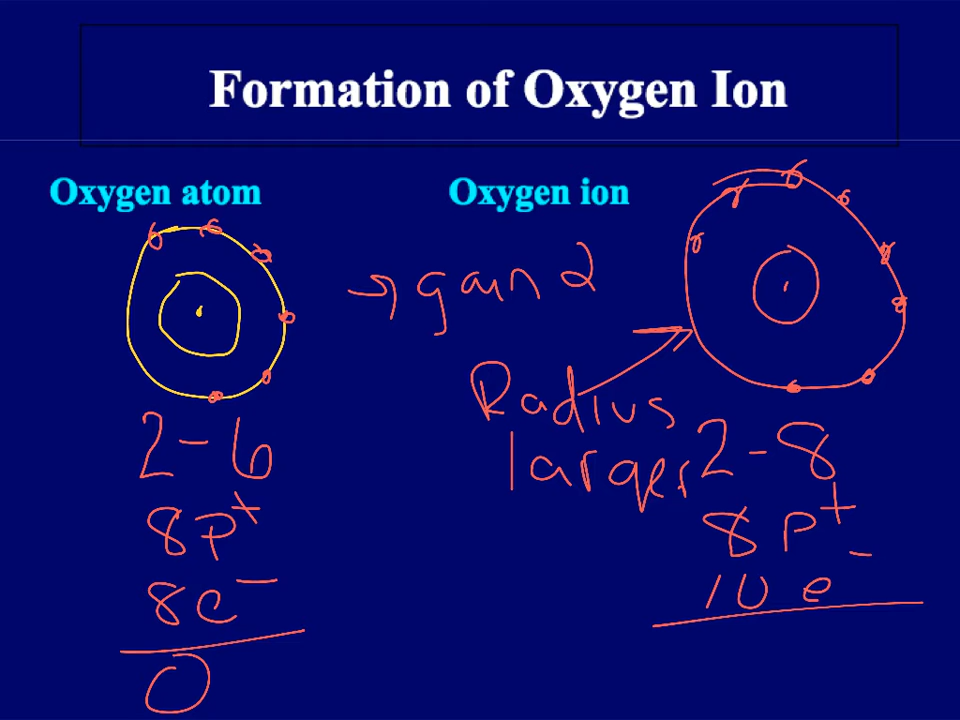 Formation of Oxygen Ion
Oxygen atom
Oxygen ion
→ gain 2
Radius
larger
2-6
8p+
8e-
0
2-8
8p+
10 e-